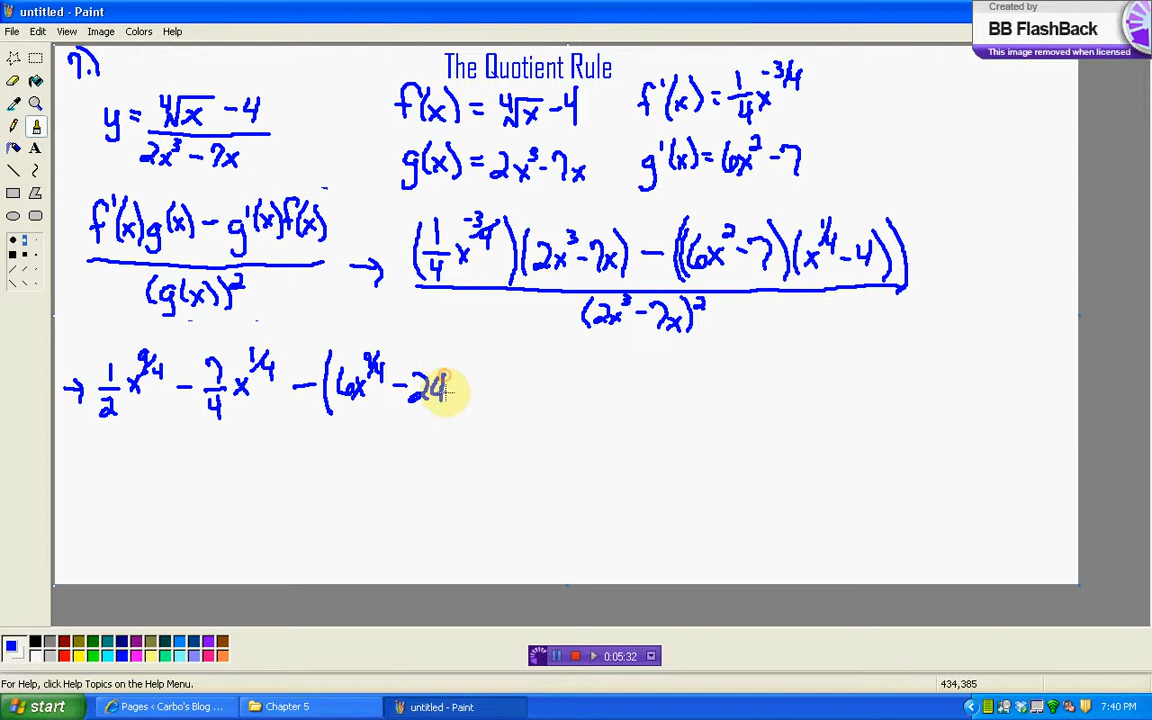 untitled - Paint
Created by
BB FlashBack
This image removed when licensed
File Edit View Image Colors Help
7.)
The Quotient Rule
y = (∜x - 4) / (2x³ - 7x)
f(x) = ∜x - 4
f'(x) = 1/4 x^(-3/4)
g(x) = 2x³ - 7x
g'(x) = 6x² - 7
(f'(x)g(x) - g'(x)f(x)) / (g(x))²
→ ((1/4 x^(-3/4))(2x³ - 7x) - ((6x² - 7)(x^(1/4) - 4))) / (2x³ - 7x)²
→ 1/2 x^(9/4) - 7/4 x^(1/4) - (6x^(9/4) - 24
0:05:32
For Help, click Help Topics on the Help Menu.
434,385
start
Pages < Carbo's Blog ...
Chapter 5
untitled - Paint
7:40 PM